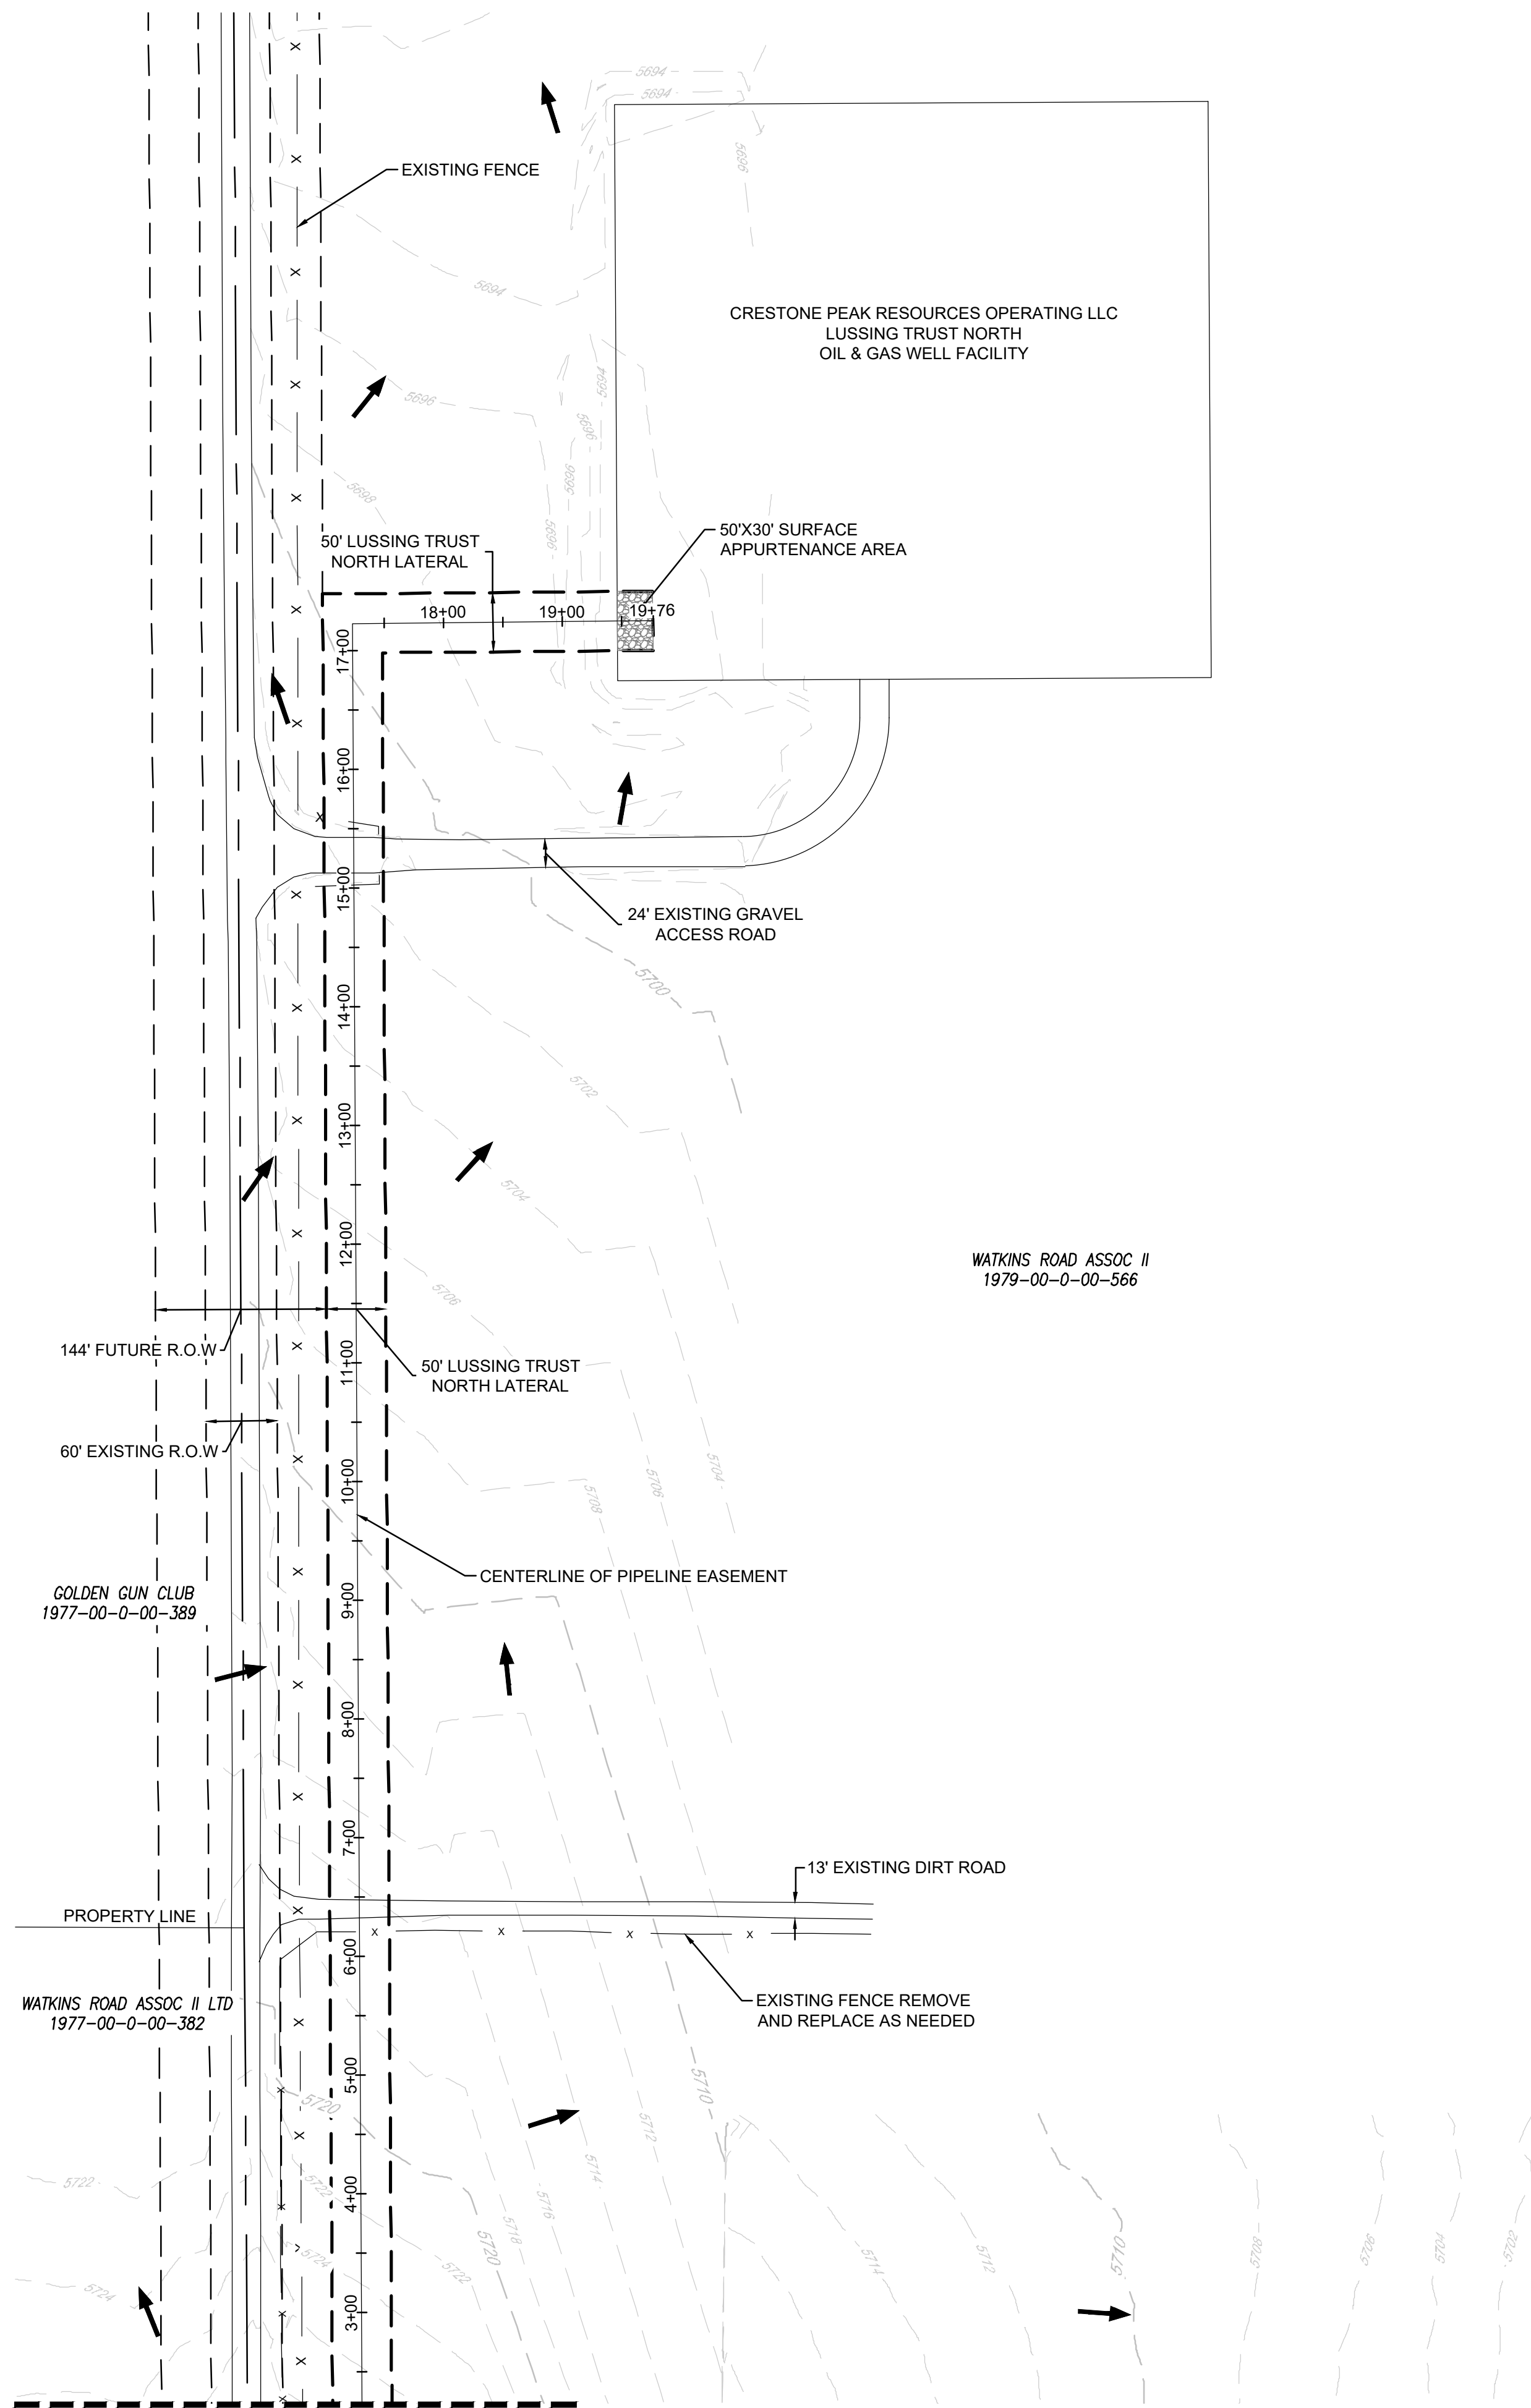 5694
5694
5696
EXISTING FENCE
5694
CRESTONE PEAK RESOURCES OPERATING LLC
LUSSING TRUST NORTH
OIL & GAS WELL FACILITY
5696
5694
5696
5696
5696
5698
50' LUSSING TRUST
NORTH LATERAL
50'X30' SURFACE
APPURTENANCE AREA
18+00
19+00
19+76
17+00
16+00
15+00
24' EXISTING GRAVEL
ACCESS ROAD
5700
14+00
5702
13+00
5704
12+00
WATKINS ROAD ASSOC II
1979-00-0-00-566
5706
144' FUTURE R.O.W
11+00
50' LUSSING TRUST
NORTH LATERAL
60' EXISTING R.O.W
10+00
5708
5706
5704
CENTERLINE OF PIPELINE EASEMENT
GOLDEN GUN CLUB
1977-00-0-00-389
9+00
8+00
7+00
13' EXISTING DIRT ROAD
PROPERTY LINE
6+00
WATKINS ROAD ASSOC II LTD
1977-00-0-00-382
EXISTING FENCE REMOVE
AND REPLACE AS NEEDED
5+00
5720
5710
5712
5714
5722
5722
4+00
5716
5718
5720
5722
5724
5724
5714
5712
5710
5708
5706
5704
5702
3+00